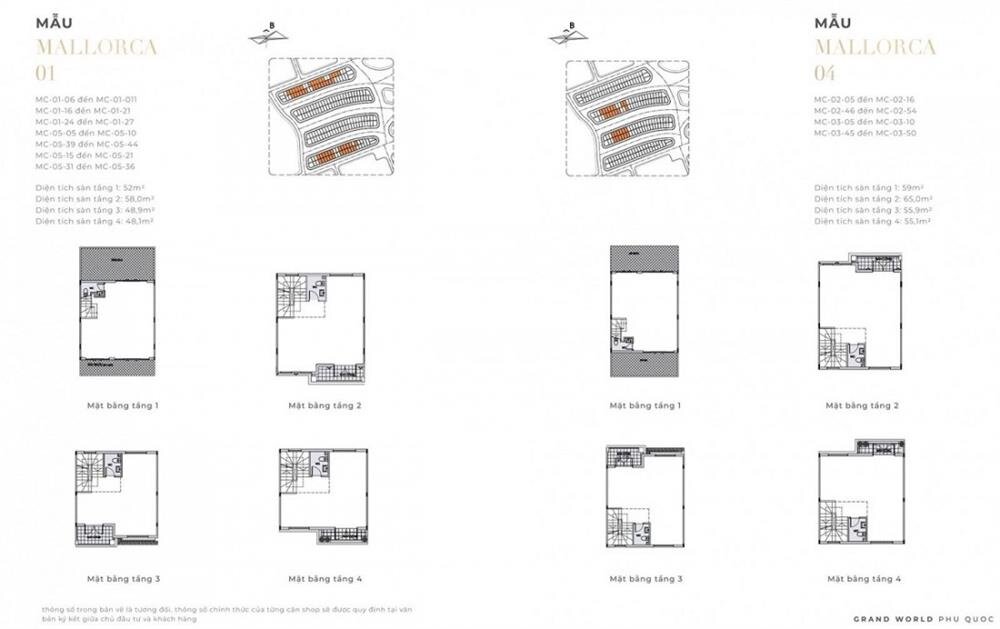 MẪU
MALLORCA
01
MC-01-06 đến MC-01-011
MC-01-16 đến MC-01-21
MC-01-24 đến MC-01-27
MC-05-05 đến MC-05-10
MC-05-39 đến MC-05-44
MC-05-15 đến MC-05-21
MC-05-31 đến MC-05-36
Diện tích sàn tầng 1: 52m²
Diện tích sàn tầng 2: 58,0m²
Diện tích sàn tầng 3: 48,9m²
Diện tích sàn tầng 4: 48,1m²
B
Mặt bằng tầng 1
Mặt bằng tầng 2
Mặt bằng tầng 3
Mặt bằng tầng 4
thông số trong bản vẽ là tương đối, thông số chính thức của từng căn shop sẽ được quy định tại văn
bản ký kết giữa chủ đầu tư và khách hàng
B
MẪU
MALLORCA
04
MC-02-05 đến MC-02-16
MC-02-46 đến MC-02-54
MC-03-05 đến MC-03-10
MC-03-45 đến MC-03-50
Diện tích sàn tầng 1: 59m²
Diện tích sàn tầng 2: 65,0m²
Diện tích sàn tầng 3: 55,9m²
Diện tích sàn tầng 4: 55,1m²
Mặt bằng tầng 1
Mặt bằng tầng 2
Mặt bằng tầng 3
Mặt bằng tầng 4
GRAND WORLD PHU QUOC